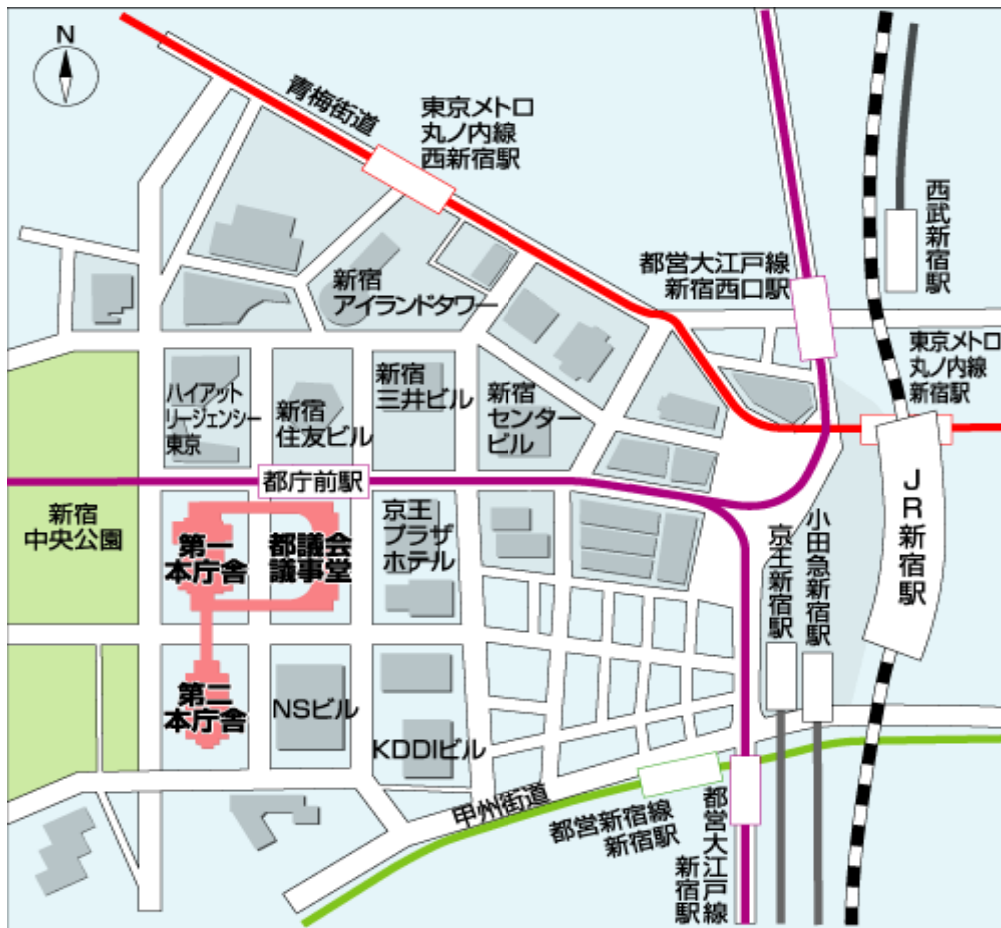 N
青梅街道
東京メトロ
丸ノ内線
西新宿駅
西武新宿駅
都営大江戸線
新宿西口駅
新宿
アイランドタワー
東京メトロ
丸ノ内線
新宿駅
ハイアット
リージェンシー
東京
新宿
住友ビル
新宿
三井ビル
新宿
センター
ビル
都庁前駅
JR新宿駅
新宿
中央公園
第一
本庁舎
都議会
議事堂
京王
プラザ
ホテル
京王新宿駅
小田急新宿駅
第二
本庁舎
NSビル
KDDIビル
甲州街道
都営新宿線
新宿駅
都営大江戸線
新宿駅